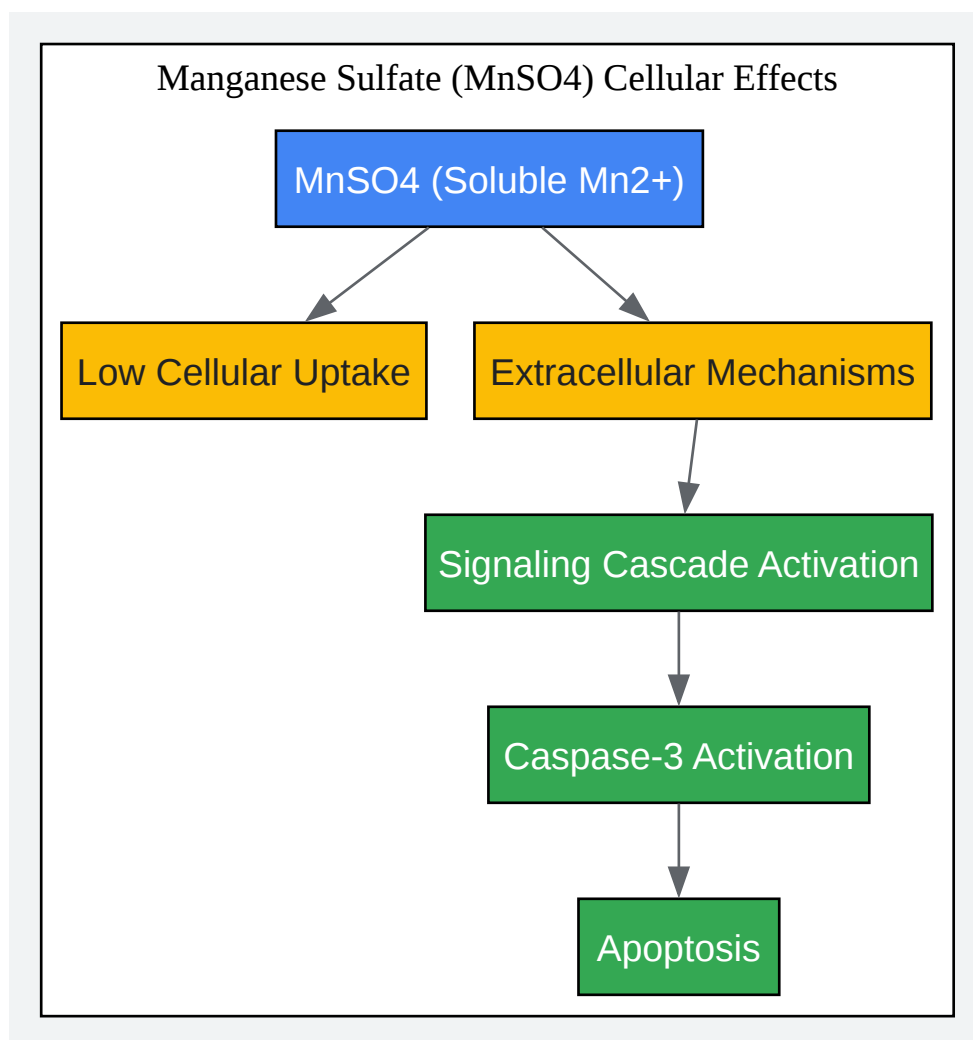 Manganese Sulfate (MnSO4) Cellular Effects
MnSO4 (Soluble Mn2+)
Low Cellular Uptake
Extracellular Mechanisms
Signaling Cascade Activation
Caspase-3 Activation
Apoptosis